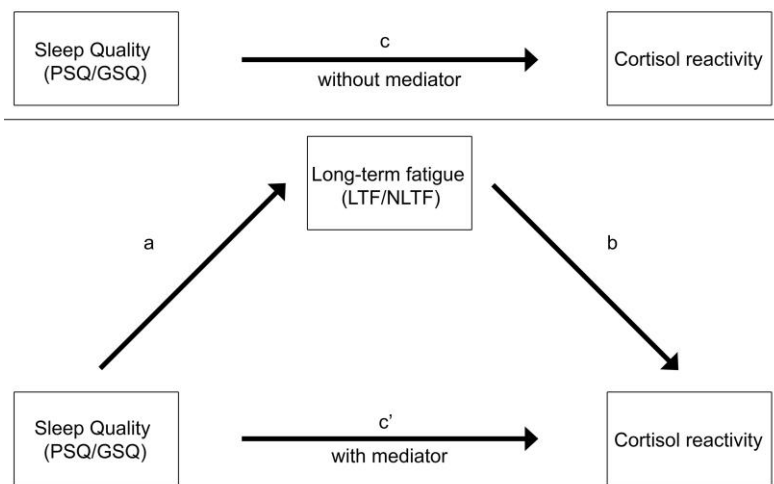 Sleep Quality
(PSQ/GSQ)
c
without mediator
Cortisol reactivity
Long-term fatigue
(LTF/NLTF)
a
b
Sleep Quality
(PSQ/GSQ)
c’
with mediator
Cortisol reactivity